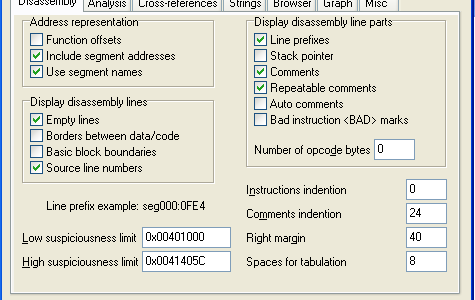 Disassembly Analysis Cross-references Strings Browser Graph Misc
Address representation
Function offsets
Include segment addresses
Use segment names
Display disassembly lines
Empty lines
Borders between data/code
Basic block boundaries
Source line numbers
Line prefix example: seg000:0FE4
Low suspiciousness limit 0x00401000
High suspiciousness limit 0x0041405C
Display disassembly line parts
Line prefixes
Stack pointer
Comments
Repeatable comments
Auto comments
Bad instruction <BAD> marks
Number of opcode bytes 0
Instructions indention 0
Comments indention 24
Right margin 40
Spaces for tabulation 8